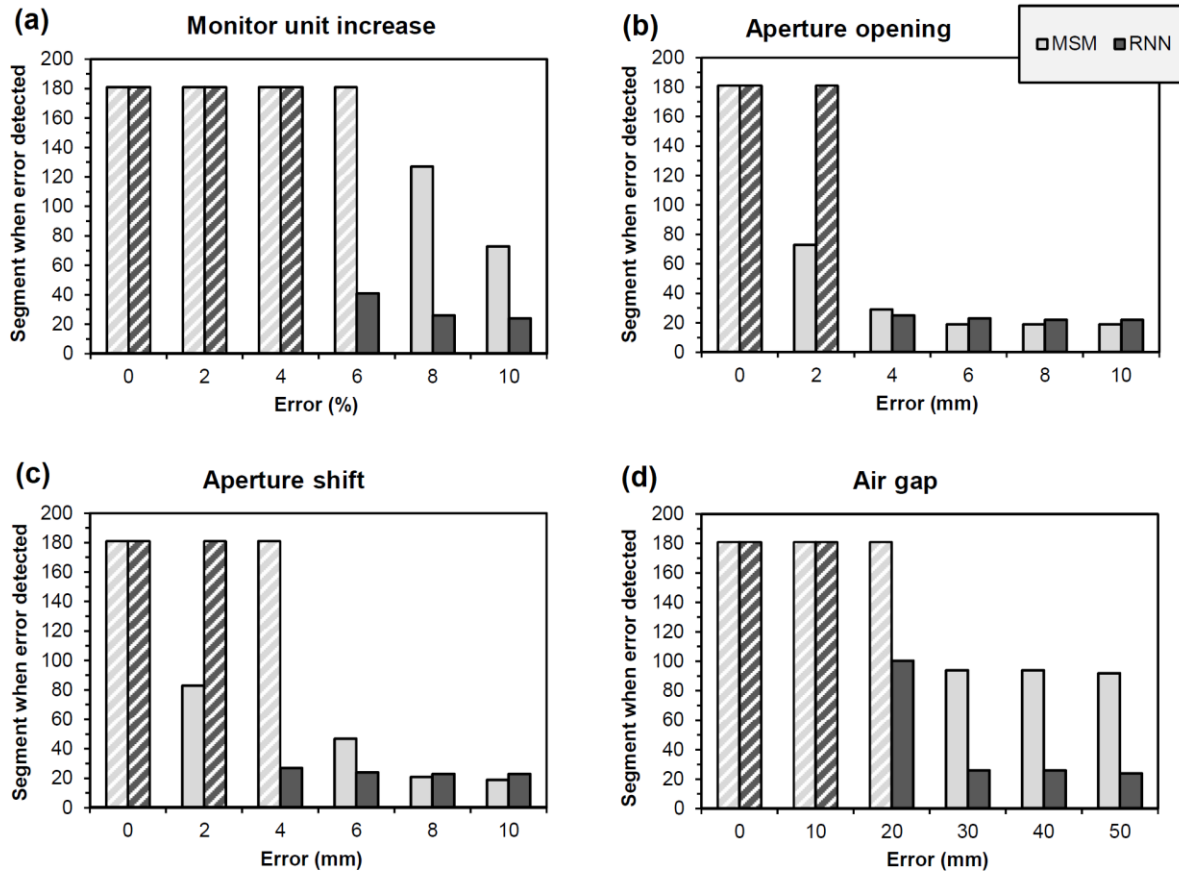 (a)
Monitor unit increase
Segment when error detected
200
180
160
140
120
100
80
60
40
20
0
0 2 4 6 8 10
Error (%)
(b)
Aperture opening
MSM RNN
Segment when error detected
200
180
160
140
120
100
80
60
40
20
0
0 2 4 6 8 10
Error (mm)
(c)
Aperture shift
Segment when error detected
200
180
160
140
120
100
80
60
40
20
0
0 2 4 6 8 10
Error (mm)
(d)
Air gap
Segment when error detected
200
180
160
140
120
100
80
60
40
20
0
0 10 20 30 40 50
Error (mm)